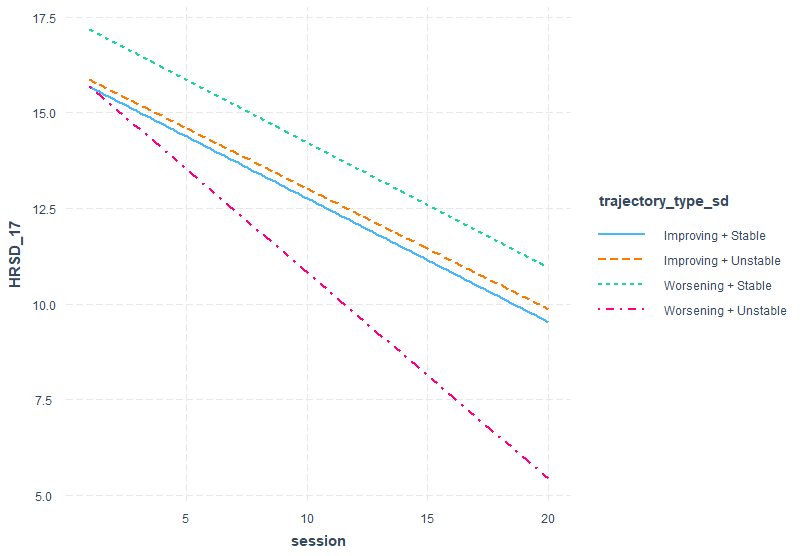 17.5
15.0
12.5
10.0
7.5
5.0
HRSD_17
5
10
15
20
session
trajectory_type_sd
Improving + Stable
Improving + Unstable
Worsening + Stable
Worsening + Unstable